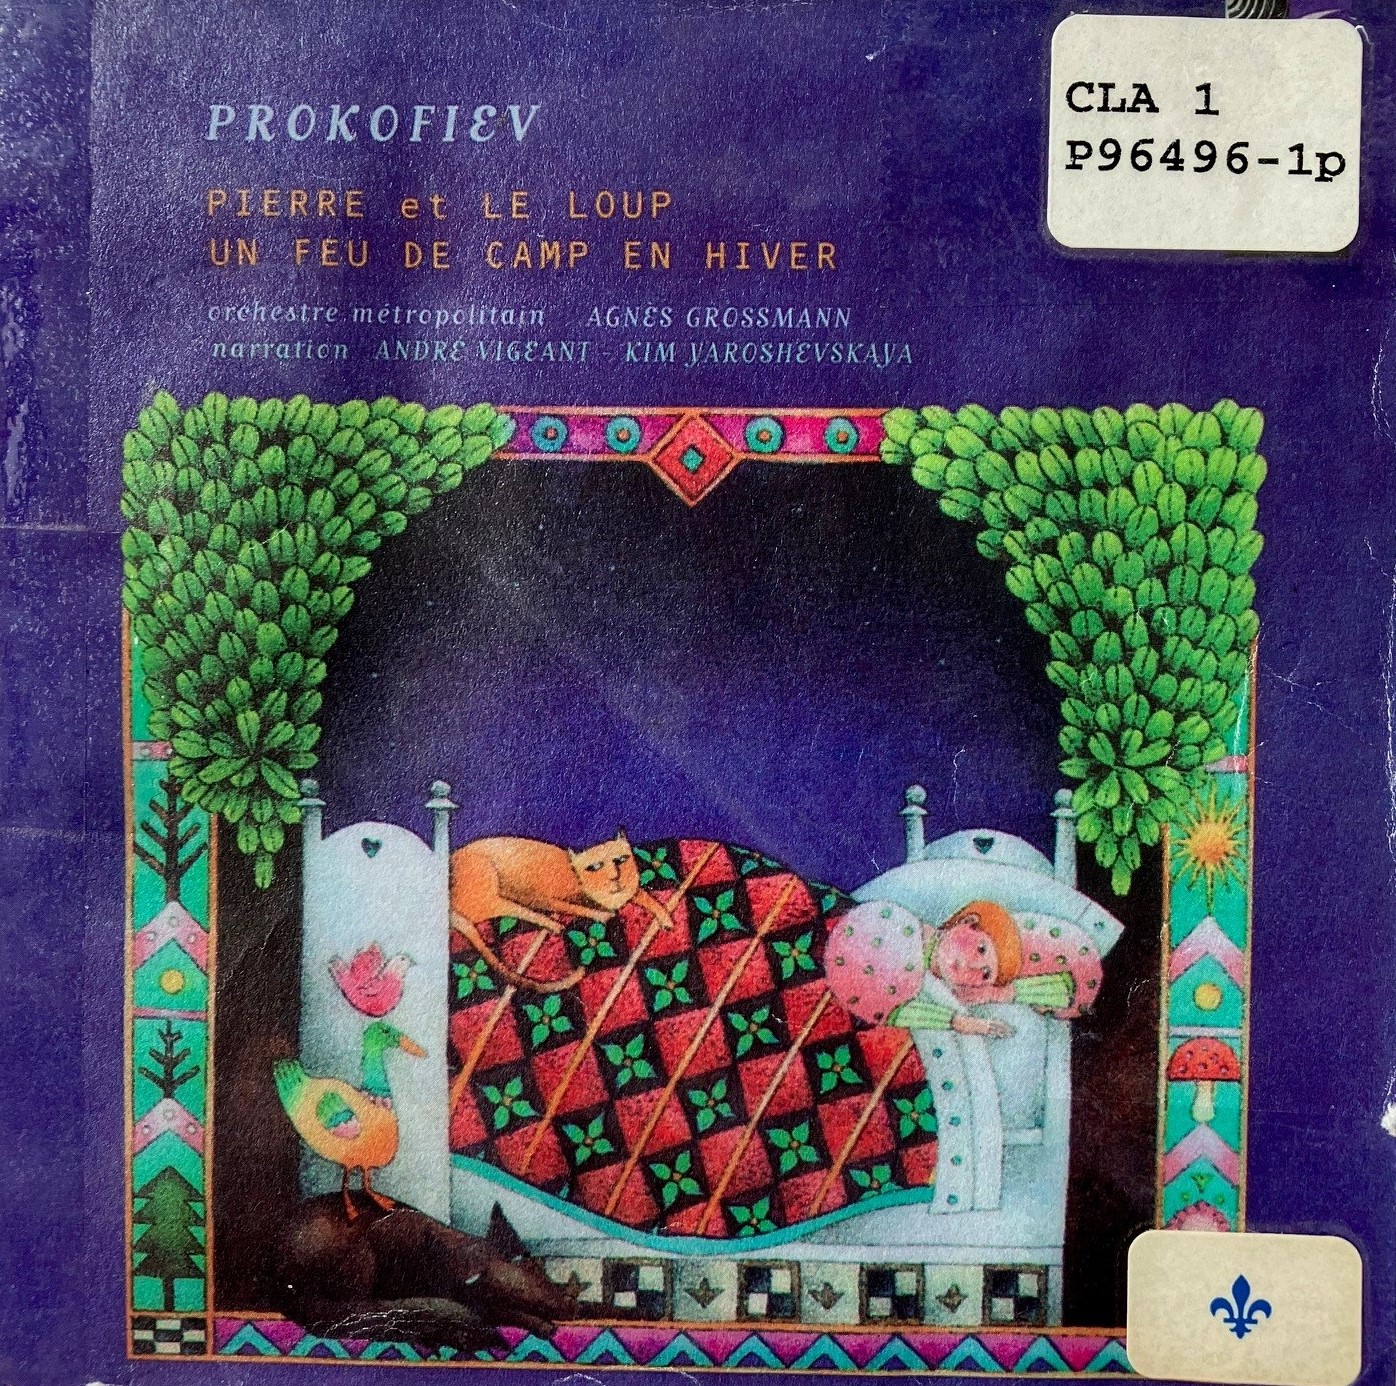 PROKOFIEV
PIERRE et LE LOUP
UN FEU DE CAMP EN HIVER
orchestre métropolitain AGNÈS GROSSMANN
narration ANDRÉ VIGEANT - KIM YAROSHEVSKAYA
CLA 1
P96496-1p